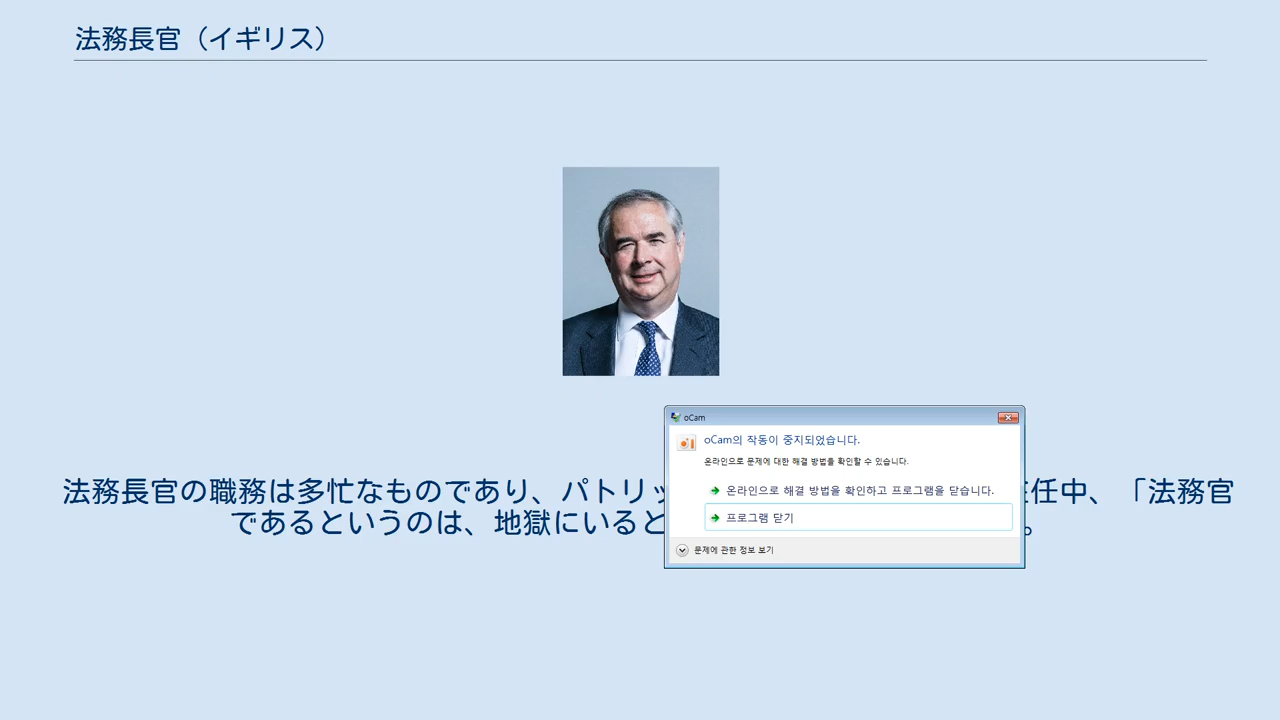 法務長官（イギリス）
oCam
oCam의 작동이 중지되었습니다.
온라인으로 문제에 대한 해결 방법을 확인할 수 있습니다.
온라인으로 해결 방법을 확인하고 프로그램을 닫습니다.
프로그램 닫기
문제에 관한 정보 보기
法務長官の職務は多忙なものであり、パトリッ 任中、「法務官
であるというのは、地獄にいると 。